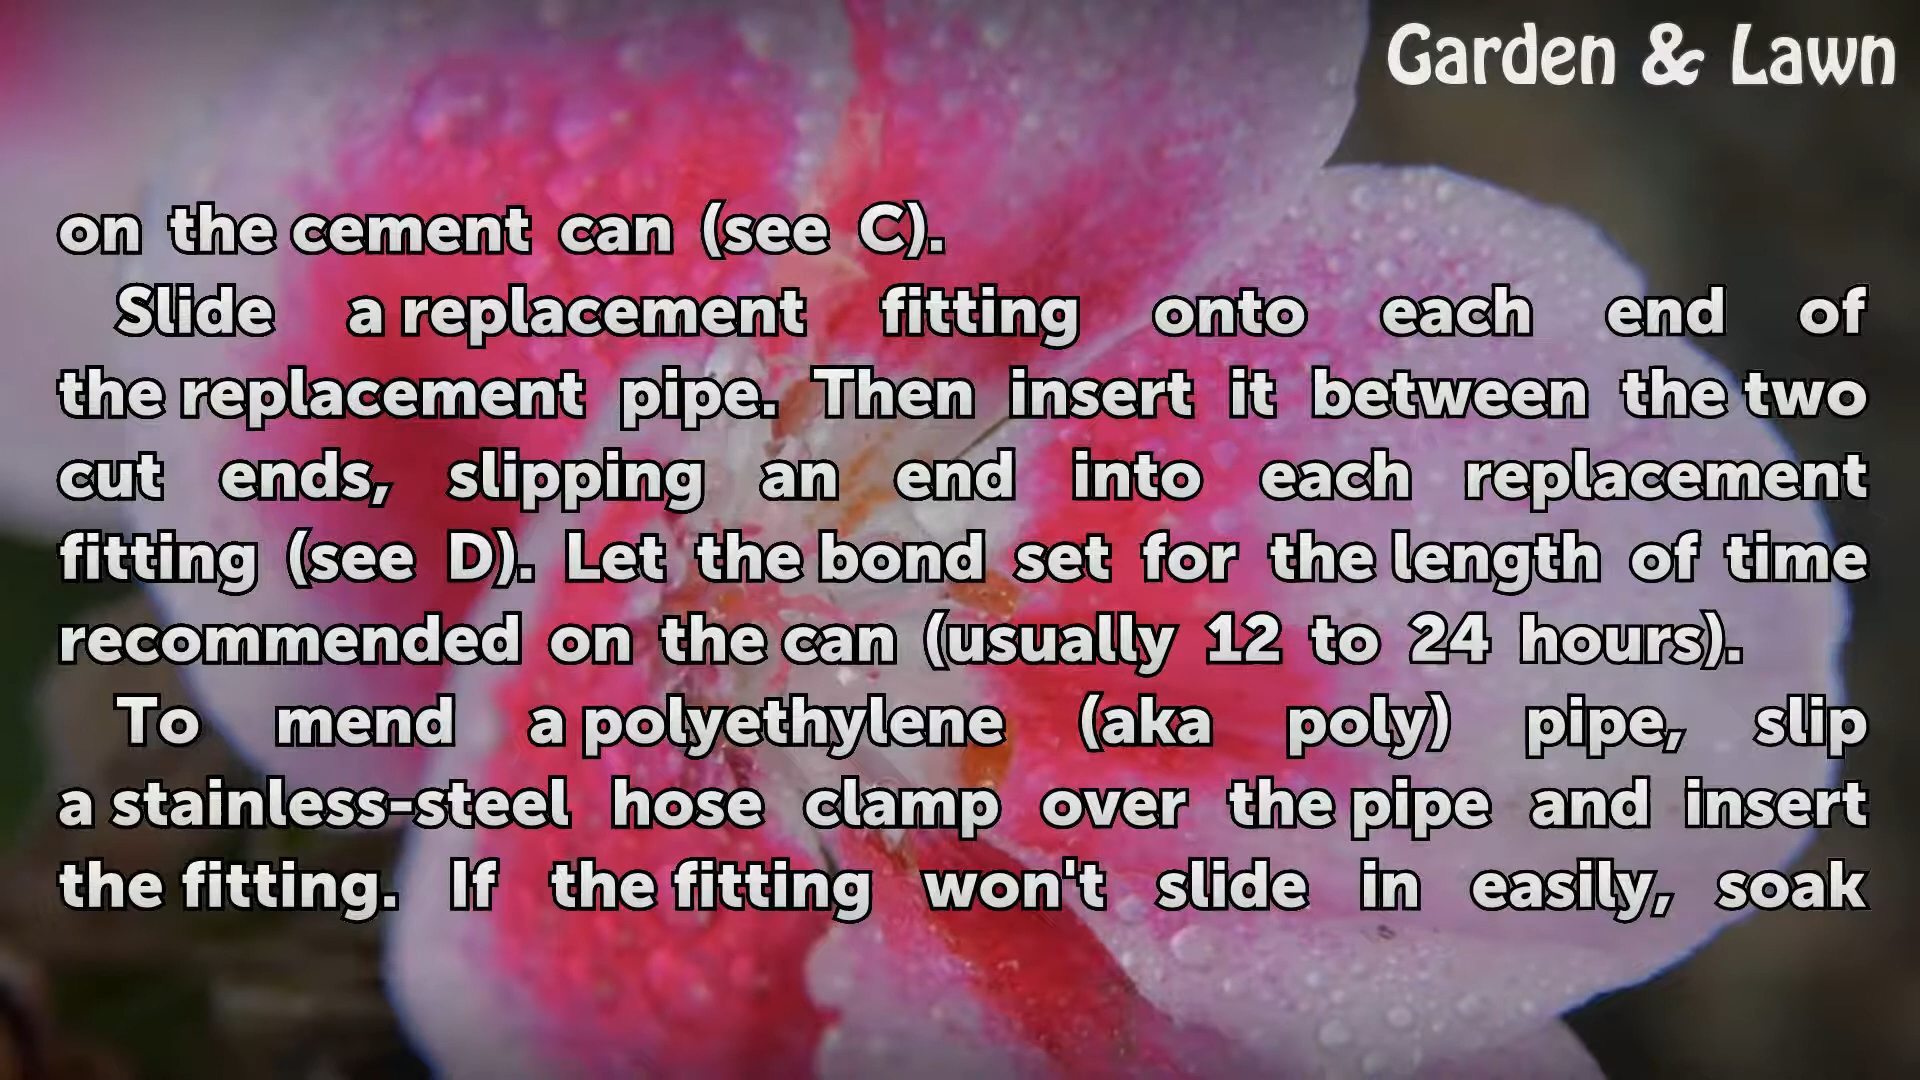 Garden & Lawn
on the cement can (see C).
Slide a replacement fitting onto each end of
the replacement pipe. Then insert it between the two
cut ends, slipping an end into each replacement
fitting (see D). Let the bond set for the length of time
recommended on the can (usually 12 to 24 hours).
To mend a polyethylene (aka poly) pipe, slip
a stainless-steel hose clamp over the pipe and insert
the fitting. If the fitting won't slide in easily, soak